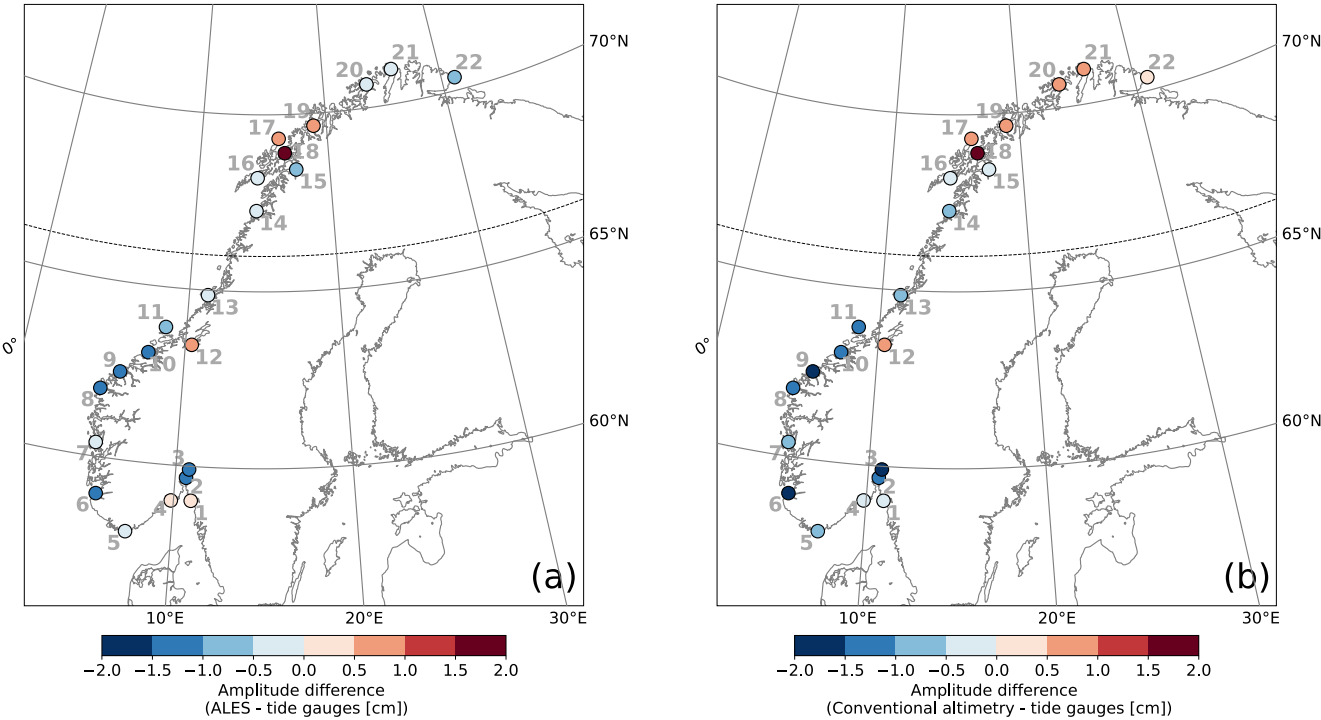 70°N
65°N
60°N
0°
10°E
20°E
30°E
21
20
22
19
17
18
16
15
14
13
11
12
9
10
8
7
3
6
2
4
1
5
(a)
−2.0 −1.5 −1.0 −0.5 0.0 0.5 1.0 1.5 2.0
Amplitude difference
(ALES - tide gauges [cm])
70°N
65°N
60°N
0°
10°E
20°E
30°E
21
20
22
19
17
18
16
15
14
13
11
12
9
10
8
7
3
6
2
4
1
5
(b)
−2.0 −1.5 −1.0 −0.5 0.0 0.5 1.0 1.5 2.0
Amplitude difference
(Conventional altimetry - tide gauges [cm])